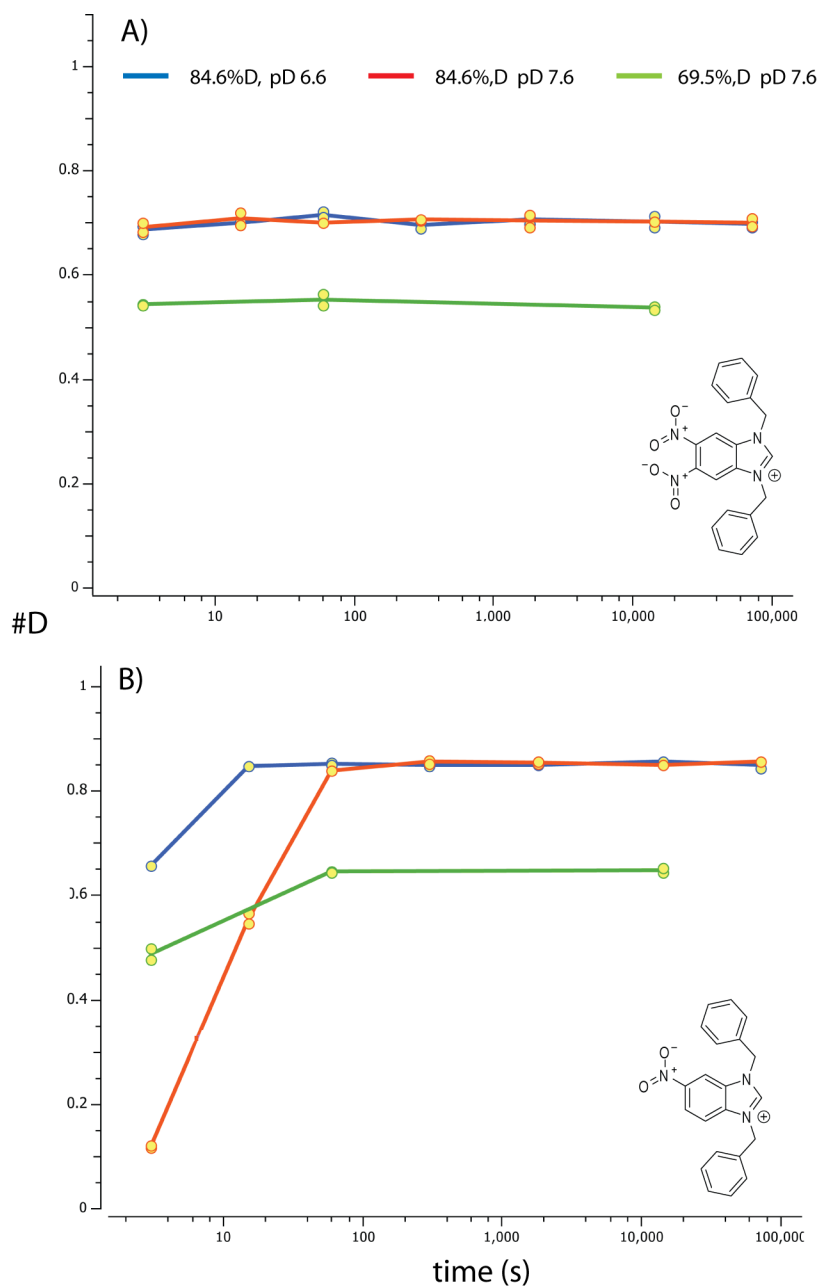 A)
84.6%D, pD 6.6 84.6%,D pD 7.6 69.5%,D pD 7.6
1
0.8
0.6
0.4
0.2
0
10 100 1.000 10,000 100,000
O⁻
N⁺
O
⁻O
N⁺
O
N
N
⊕
#D
B)
1
0.8
0.6
0.4
0.2
0
10 100 1,000 10,000 100,000
O⁻
N⁺
O
N
N
⊕
time (s)